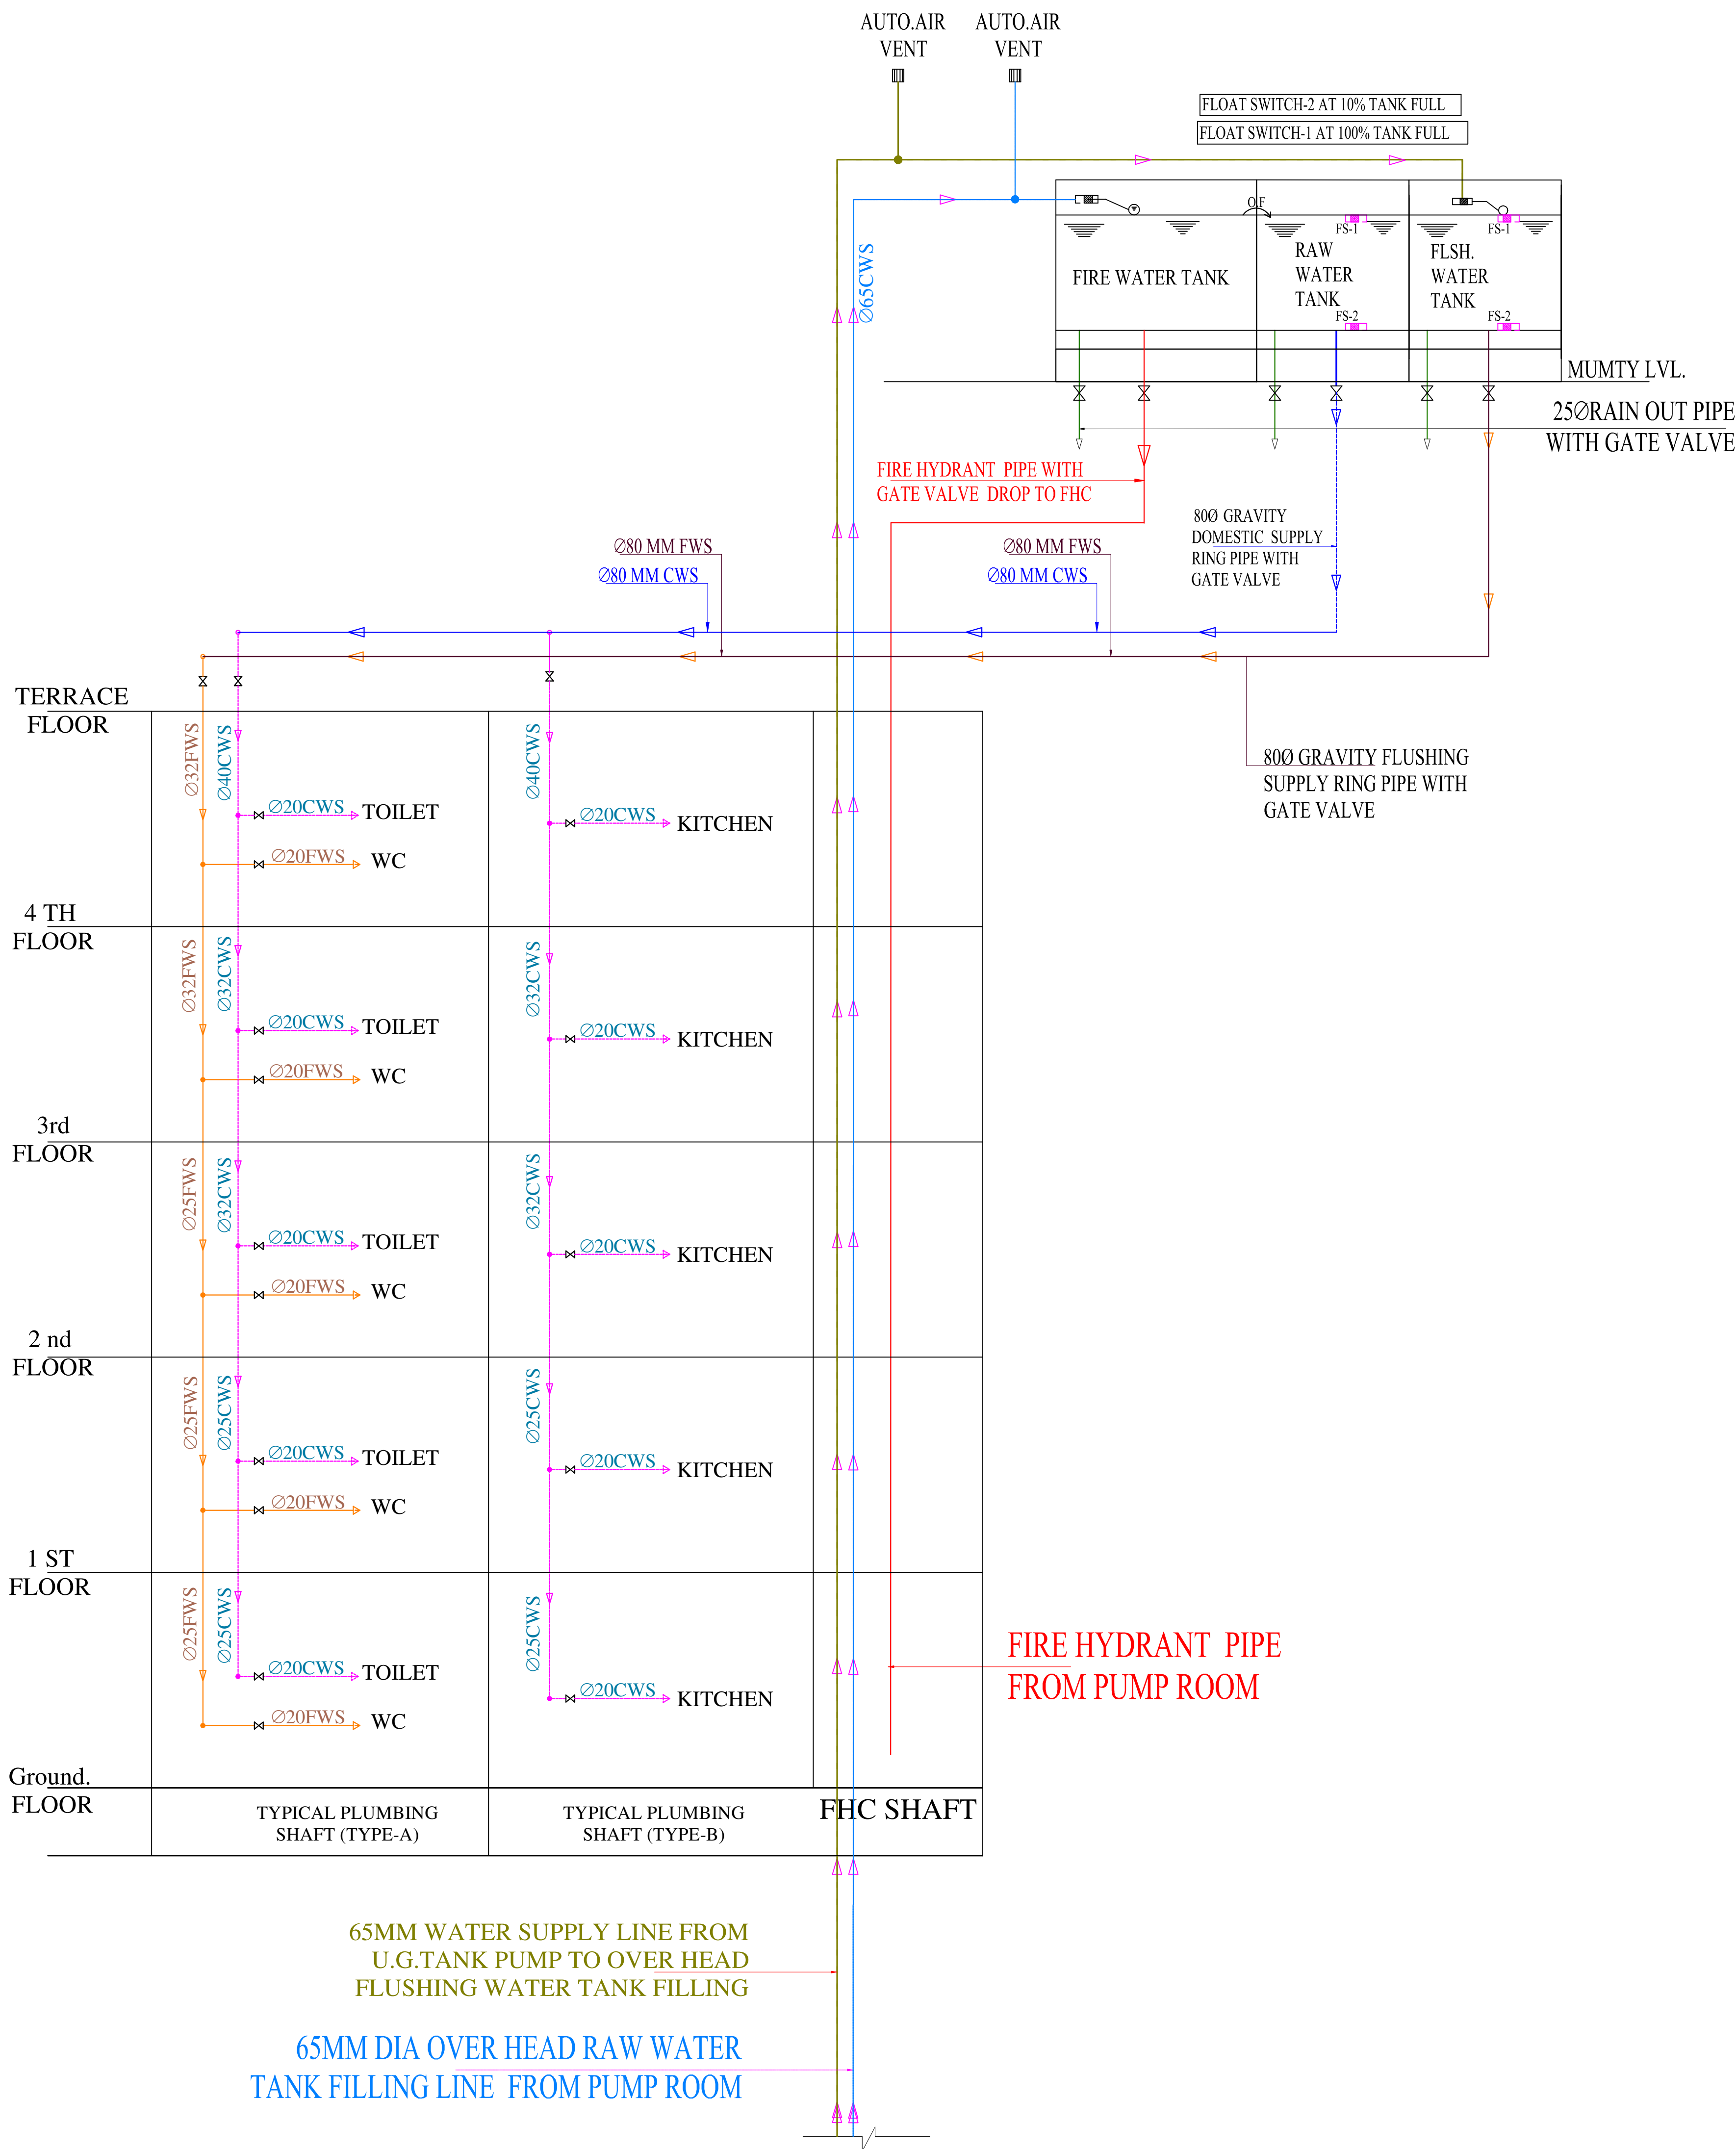 AUTO.AIR
VENT
AUTO.AIR
VENT
FLOAT SWITCH-2 AT 10% TANK FULL
FLOAT SWITCH-1 AT 100% TANK FULL
O.F
FS-1
FS-1
∅65CWS
FIRE WATER TANK
RAW
WATER
TANK
FLSH.
WATER
TANK
FS-2
FS-2
MUMTY LVL.
25∅RAIN OUT PIPE
WITH GATE VALVE
FIRE HYDRANT PIPE WITH
GATE VALVE DROP TO FHC
80Ø GRAVITY
DOMESTIC SUPPLY
RING PIPE WITH
GATE VALVE
∅80 MM FWS
∅80 MM CWS
∅80 MM FWS
∅80 MM CWS
80Ø GRAVITY FLUSHING
SUPPLY RING PIPE WITH
GATE VALVE
TERRACE
FLOOR
∅32FWS
∅40CWS
∅20CWS TOILET
∅20FWS WC
∅40CWS
∅20CWS KITCHEN
4 TH
FLOOR
∅32FWS
∅32CWS
∅20CWS TOILET
∅20FWS WC
∅32CWS
∅20CWS KITCHEN
3rd
FLOOR
∅25FWS
∅32CWS
∅20CWS TOILET
∅20FWS WC
∅32CWS
∅20CWS KITCHEN
2 nd
FLOOR
∅25FWS
∅25CWS
∅20CWS TOILET
∅20FWS WC
∅25CWS
∅20CWS KITCHEN
1 ST
FLOOR
∅25FWS
∅25CWS
∅20CWS TOILET
∅20FWS WC
∅25CWS
∅20CWS KITCHEN
FIRE HYDRANT PIPE
FROM PUMP ROOM
Ground.
FLOOR
TYPICAL PLUMBING
SHAFT (TYPE-A)
TYPICAL PLUMBING
SHAFT (TYPE-B)
FHC SHAFT
65MM WATER SUPPLY LINE FROM
U.G.TANK PUMP TO OVER HEAD
FLUSHING WATER TANK FILLING
65MM DIA OVER HEAD RAW WATER
TANK FILLING LINE FROM PUMP ROOM